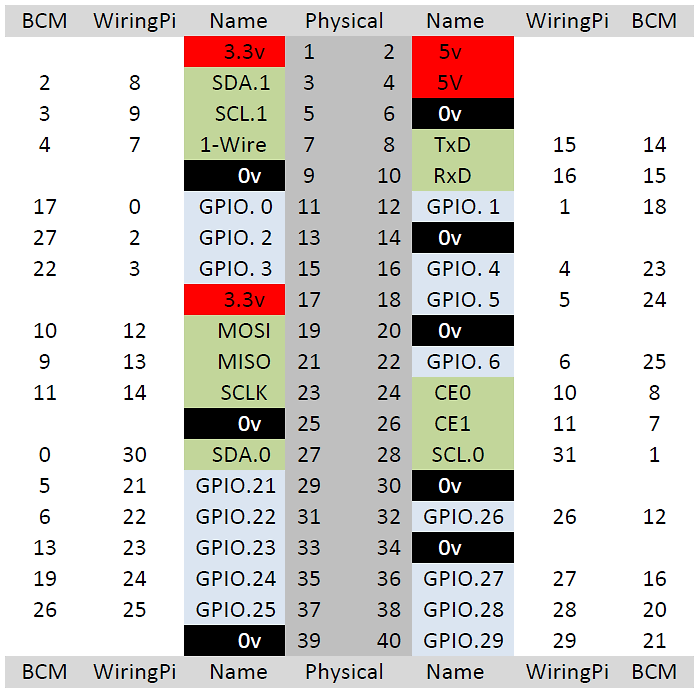 BCM WiringPi Name Physical Name WiringPi BCM
3.3v 1 2 5v
2 8 SDA.1 3 4 5V
3 9 SCL.1 5 6 0v
4 7 1-Wire 7 8 TxD 15 14
0v 9 10 RxD 16 15
17 0 GPIO. 0 11 12 GPIO. 1 1 18
27 2 GPIO. 2 13 14 0v
22 3 GPIO. 3 15 16 GPIO. 4 4 23
3.3v 17 18 GPIO. 5 5 24
10 12 MOSI 19 20 0v
9 13 MISO 21 22 GPIO. 6 6 25
11 14 SCLK 23 24 CE0 10 8
0v 25 26 CE1 11 7
0 30 SDA.0 27 28 SCL.0 31 1
5 21 GPIO.21 29 30 0v
6 22 GPIO.22 31 32 GPIO.26 26 12
13 23 GPIO.23 33 34 0v
19 24 GPIO.24 35 36 GPIO.27 27 16
26 25 GPIO.25 37 38 GPIO.28 28 20
0v 39 40 GPIO.29 29 21
BCM WiringPi Name Physical Name WiringPi BCM